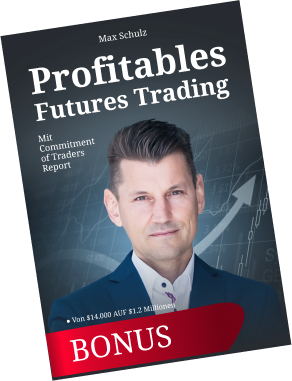 Max Schulz
Profitables
Futures Trading
Mit
Commitment
of Traders
Report
• Von $14.000 AUF $1.2 Millionen
BONUS